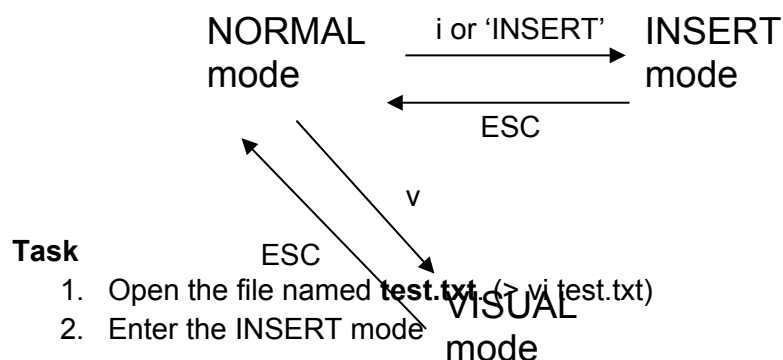 NORMAL mode
i or ‘INSERT’
INSERT mode
ESC
v
ESC
Task
1. Open the file named test.txt. (> vi test.txt)
2. Enter the INSERT mode
VISUAL mode